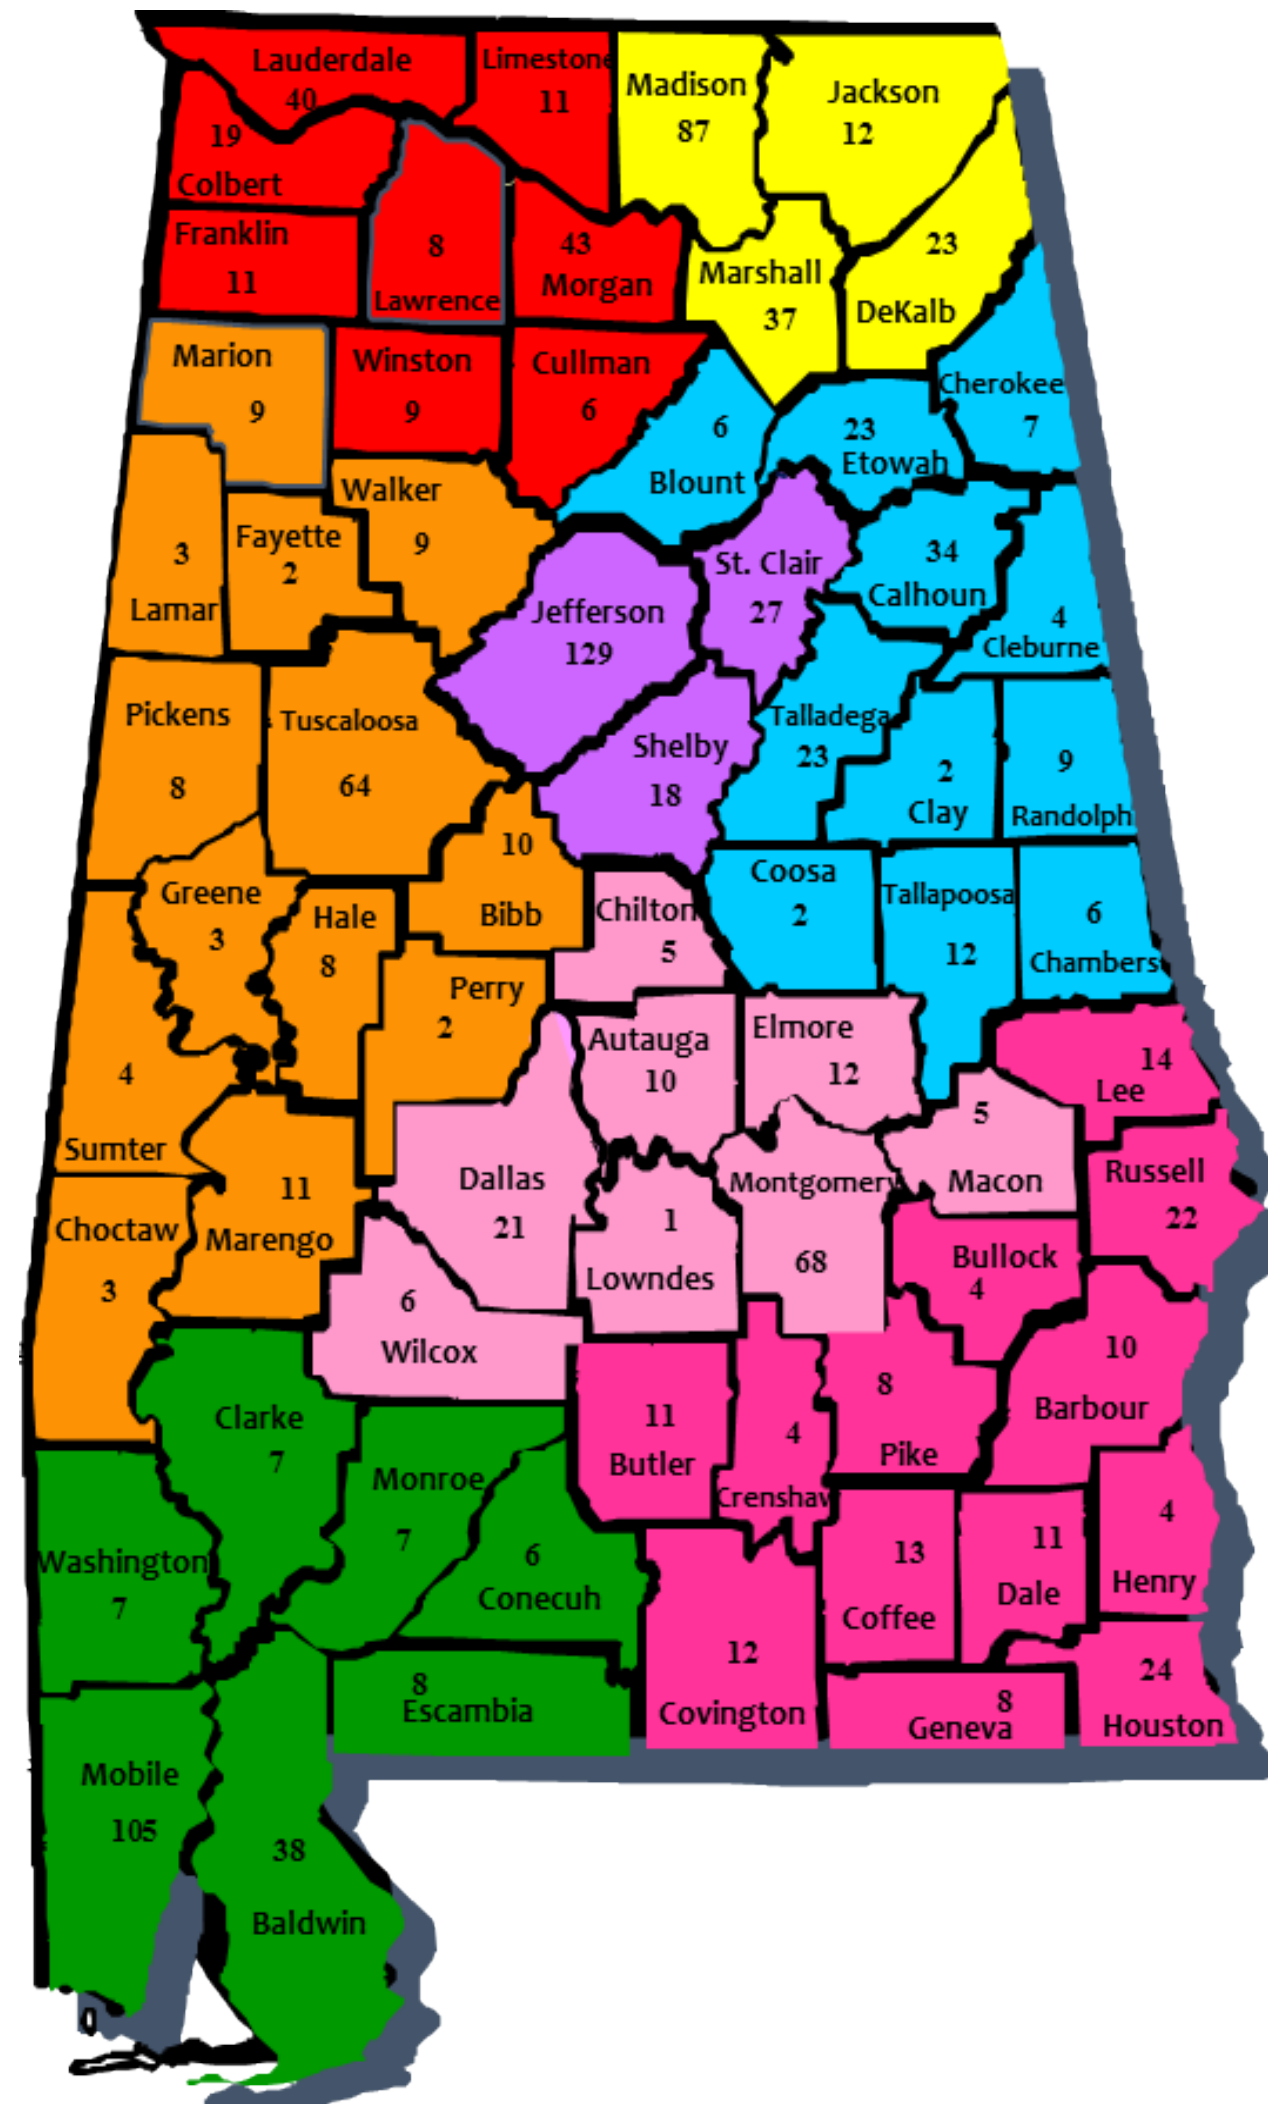 Lauderdale
40
Limestone
11
Madison
87
Jackson
12
19
Colbert
Franklin
11
8
Lawrence
43
Morgan
Marshall
37
23
DeKalb
Marion
9
Winston
9
Cullman
6
6
Blount
23
Etowah
Cherokee
7
3
Lamar
Fayette
2
Walker
9
Jefferson
129
St. Clair
27
34
Calhoun
4
Cleburne
Pickens
8
Tuscaloosa
64
Shelby
18
Talladega
23
2
Clay
9
Randolph
Greene
3
Hale
8
10
Bibb
Chilton
5
Coosa
2
Tallapoosa
12
6
Chambers
4
Sumter
Perry
2
Autauga
10
Elmore
12
14
Lee
5
Macon
Choctaw
3
11
Marengo
Dallas
21
1
Lowndes
Montgomery
68
Russell
22
Bullock
4
6
Wilcox
Clarke
7
Monroe
7
6
Conecuh
11
Butler
4
Crenshaw
8
Pike
10
Barbour
Washington
7
8
Escambia
12
Covington
13
Coffee
11
Dale
4
Henry
8
Geneva
24
Houston
Mobile
105
38
Baldwin